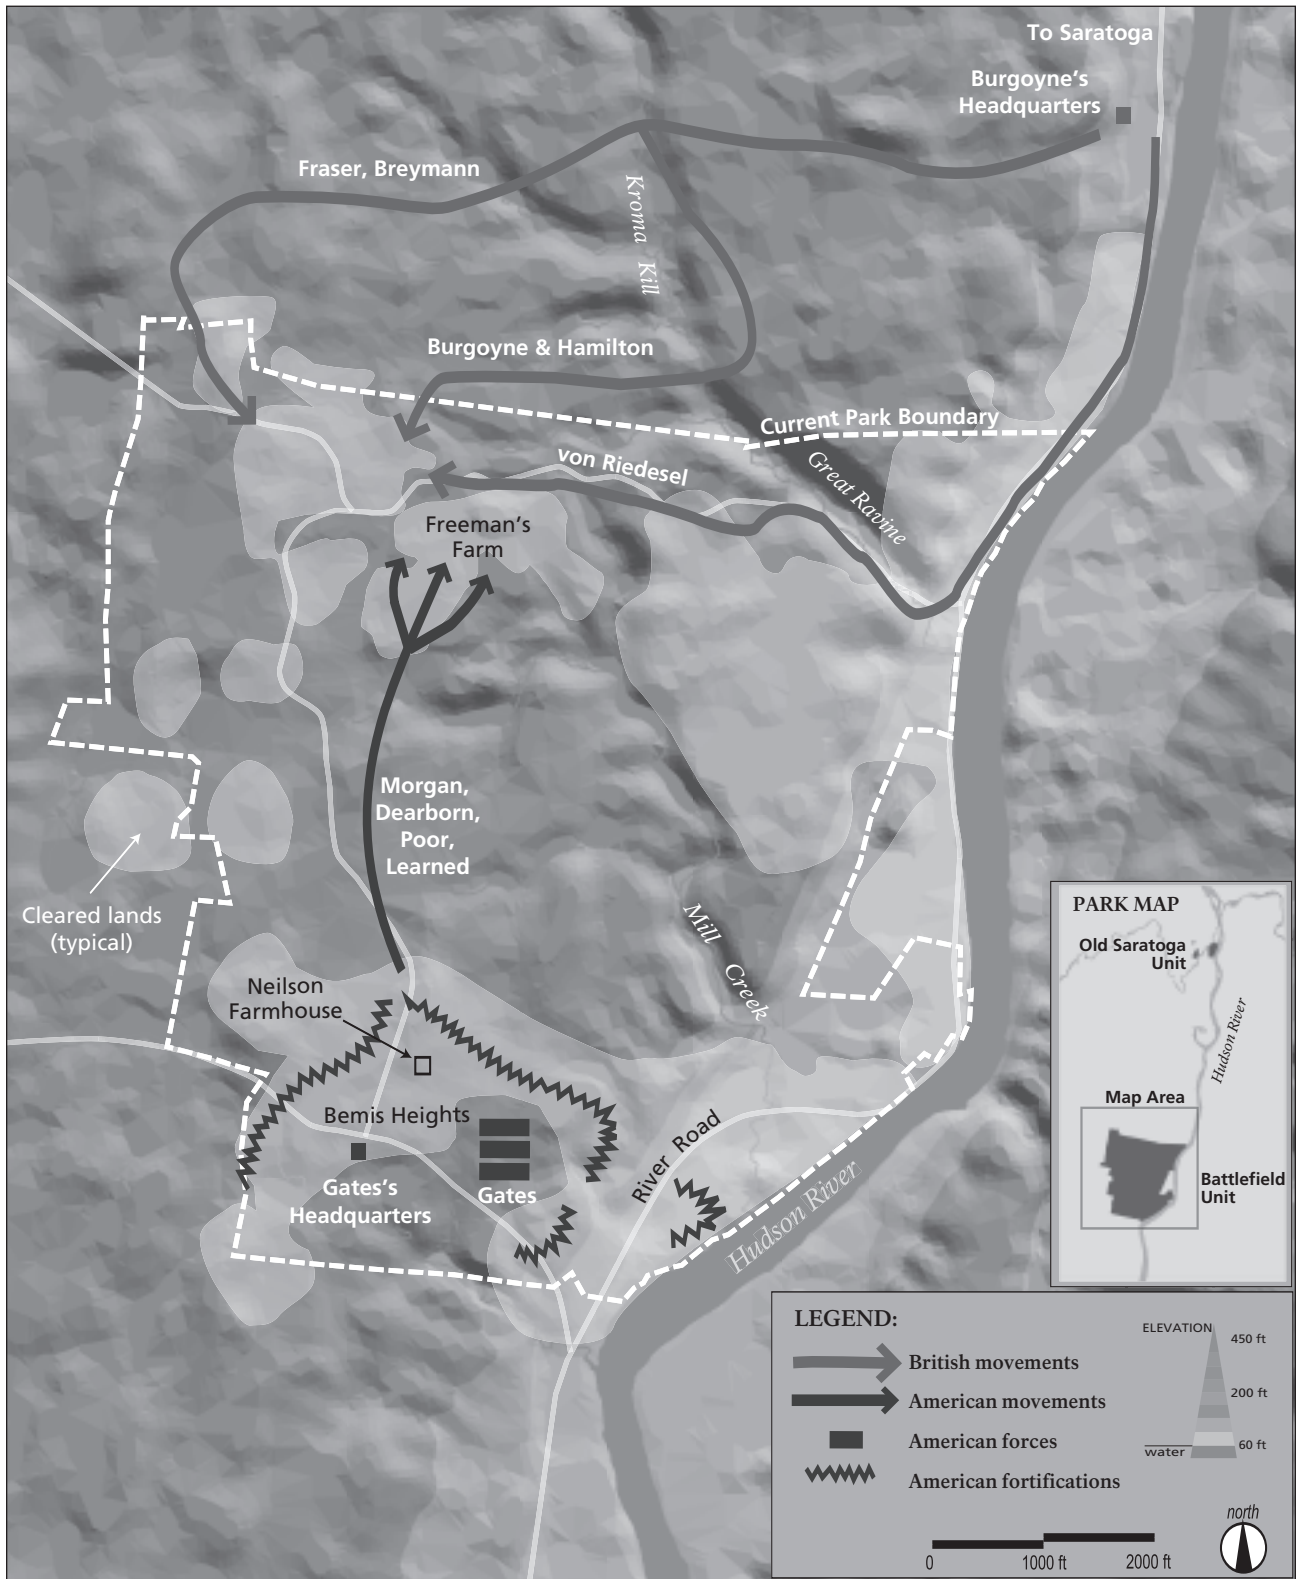 To Saratoga
Burgoyne's
Headquarters
Fraser, Breymann
Kroma Kill
Burgoyne & Hamilton
Current Park Boundary
von Riedesel
Great Ravine
Freeman's
Farm
Morgan,
Dearborn,
Poor,
Learned
Cleared lands
(typical)
Mill Creek
Neilson
Farmhouse
Bemis Heights
Gates's
Headquarters
Gates
River Road
Hudson River
PARK MAP
Old Saratoga
Unit
Hudson River
Map Area
Battlefield
Unit
LEGEND:
British movements
American movements
American forces
American fortifications
ELEVATION
450 ft
200 ft
60 ft
water
north
0
1000 ft
2000 ft